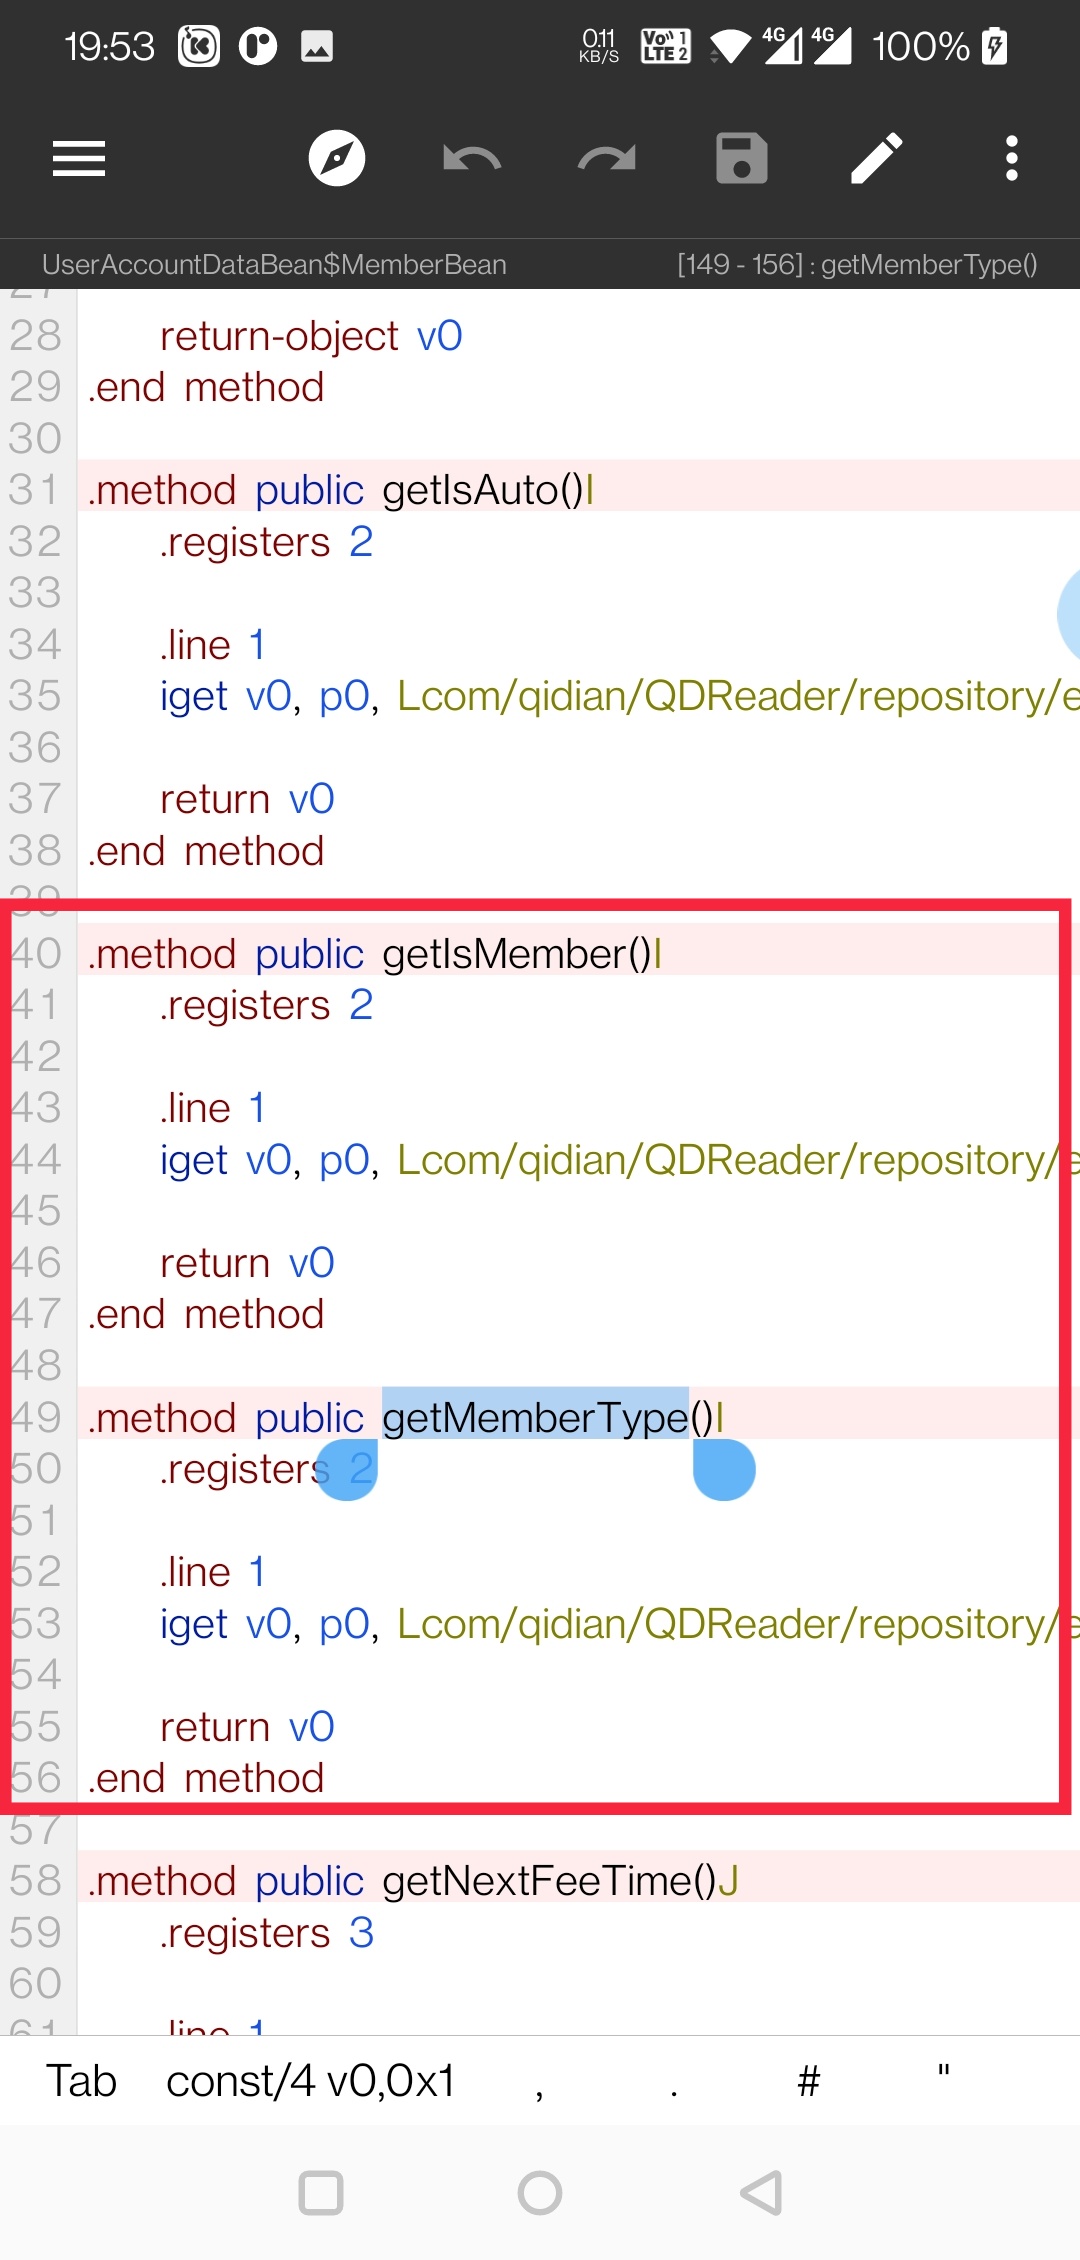 19:53 0.11 KB/S Vo)) 1 LTE 2 4G 4G 100%
UserAccountDataBean$MemberBean [149 - 156] : getMemberType()
27
28 return-object v0
29 .end method
30
31 .method public getIsAuto()I
32 .registers 2
33
34 .line 1
35 iget v0, p0, Lcom/qidian/QDReader/repository/e
36
37 return v0
38 .end method
39
40 .method public getIsMember()I
41 .registers 2
42
43 .line 1
44 iget v0, p0, Lcom/qidian/QDReader/repository/e
45
46 return v0
47 .end method
48
49 .method public getMemberType()I
50 .registers 2
51
52 .line 1
53 iget v0, p0, Lcom/qidian/QDReader/repository/e
54
55 return v0
56 .end method
57
58 .method public getNextFeeTime()J
59 .registers 3
60
61 .line 1
Tab const/4 v0,0x1 , . # "